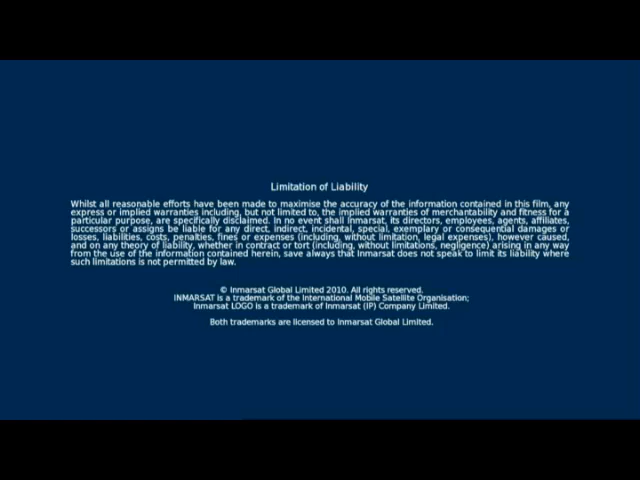 Limitation of Liability
Whilst all reasonable efforts have been made to maximise the accuracy of the information contained in this film, any
express or implied warranties including, but not limited to, the implied warranties of merchantability and fitness for a
particular purpose, are specifically disclaimed. In no event shall Inmarsat, its directors, employees, agents, affiliates,
successors or assigns be liable for any direct, indirect, incidental, special, exemplary or consequential damages or
losses, liabilities, costs, penalties, fines or expenses (including, without limitation, legal expenses), however caused,
and on any theory of liability, whether in contract or tort (including, without limitations, negligence) arising in any way
from the use of the information contained herein, save always that Inmarsat does not speak to limit its liability where
such limitations is not permitted by law.
© Inmarsat Global Limited 2010. All rights reserved.
INMARSAT is a trademark of the International Mobile Satellite Organisation;
Inmarsat LOGO is a trademark of Inmarsat (IP) Company Limited.
Both trademarks are licensed to Inmarsat Global Limited.